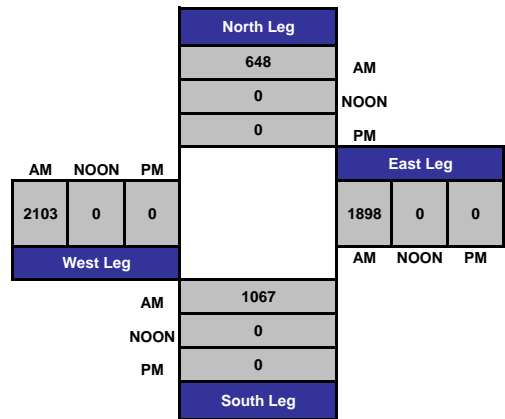 North Leg
648 AM
0 NOON
0 PM
AM NOON PM
East Leg
2103 0 0
1898 0 0
West Leg
AM NOON PM
AM 1067
NOON 0
PM 0
South Leg